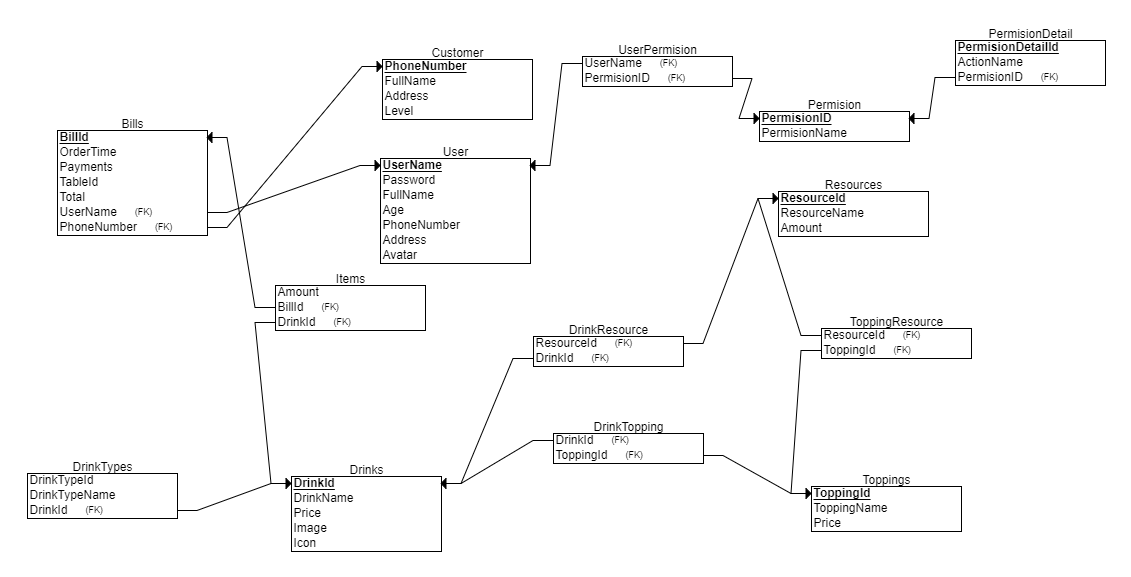 Customer
PhoneNumber
FullName
Address
Level
UserPermision
UserName (FK)
PermisionID (FK)
PermisionDetail
PermisionDetailId
ActionName
PermisionID (FK)
Permision
PermisionID
PermisionName
Bills
BillId
OrderTime
Payments
TableId
Total
UserName (FK)
PhoneNumber (FK)
User
UserName
Password
FullName
Age
PhoneNumber
Address
Avatar
Resources
ResourceId
ResourceName
Amount
Items
Amount
BillId (FK)
DrinkId (FK)
DrinkResource
ResourceId (FK)
DrinkId (FK)
ToppingResource
ResourceId (FK)
ToppingId (FK)
DrinkTopping
DrinkId (FK)
ToppingId (FK)
DrinkTypes
DrinkTypeId
DrinkTypeName
DrinkId (FK)
Drinks
DrinkId
DrinkName
Price
Image
Icon
Toppings
ToppingId
ToppingName
Price